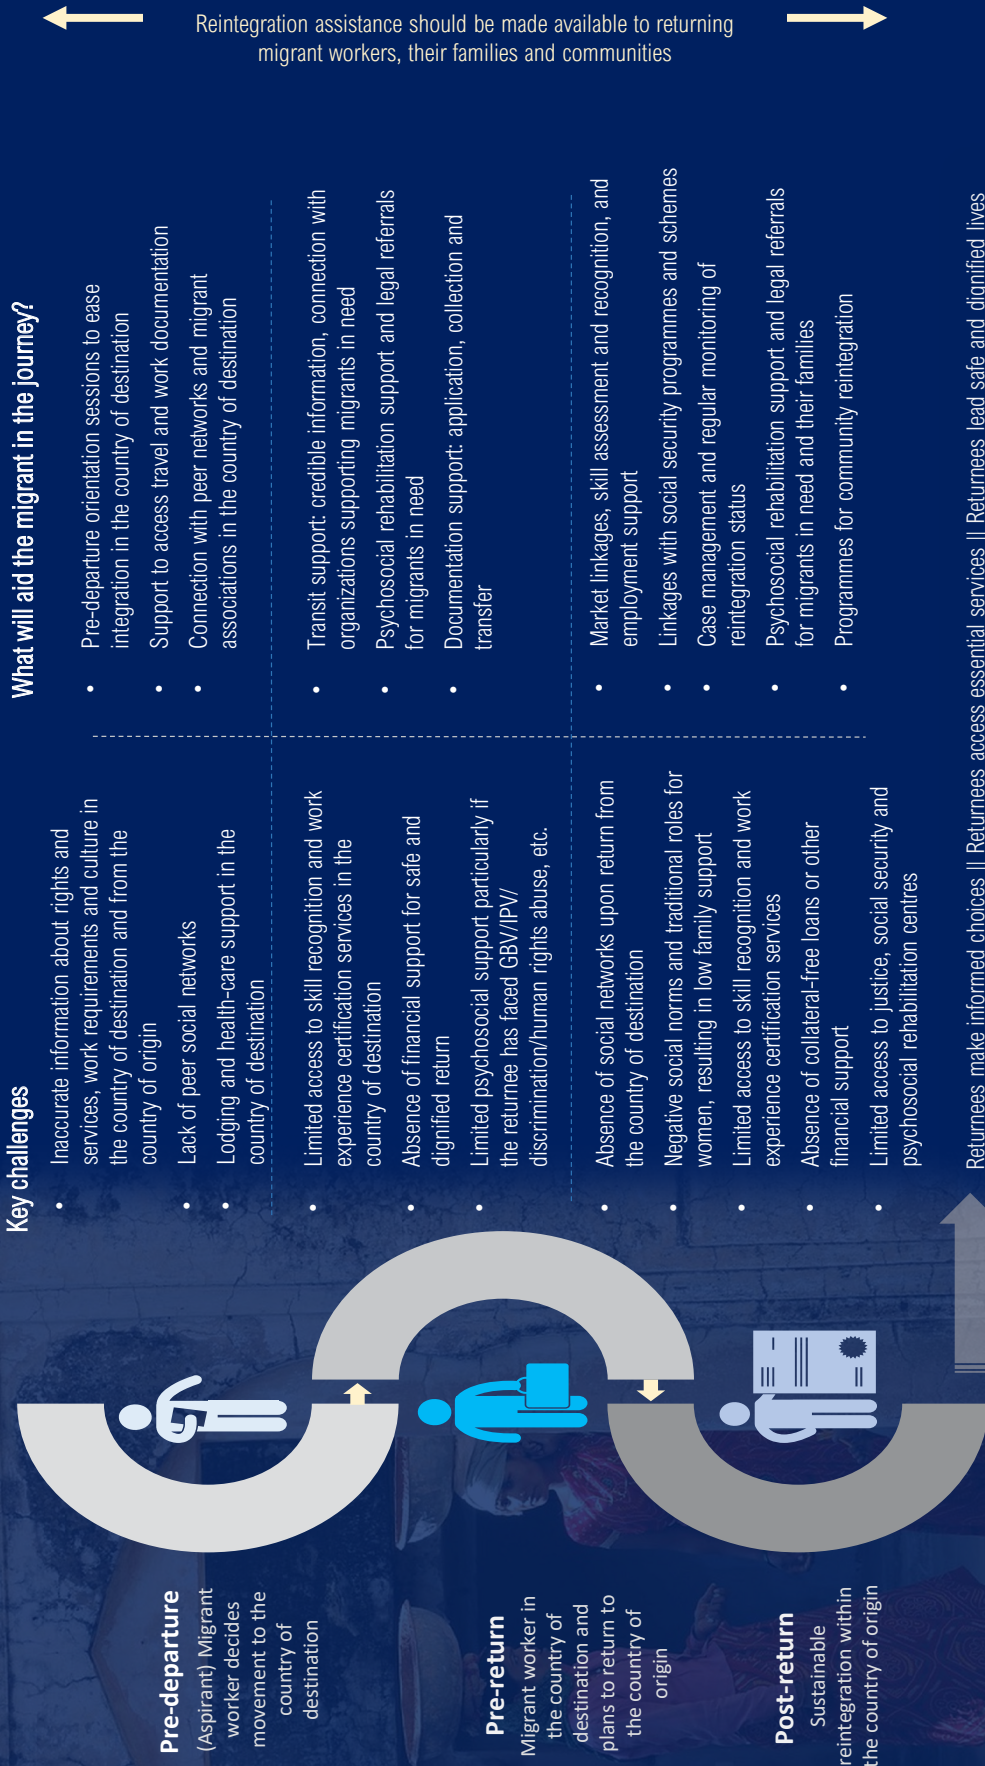 Reintegration assistance should be made available to returning
migrant workers, their families and communities
Key challenges
What will aid the migrant in the journey?
Pre-departure
(Aspirant) Migrant
worker decides
movement to the
country of
destination
• Inaccurate information about rights and
services, work requirements and culture in
the country of destination and from the
country of origin
• Lack of peer social networks
• Lodging and health-care support in the
country of destination
• Pre-departure orientation sessions to ease
integration in the country of destination
• Support to access travel and work documentation
• Connection with peer networks and migrant
associations in the country of destination
Pre-return
Migrant worker in
the country of
destination and
plans to return to
the country of
origin
• Limited access to skill recognition and work
experience certification services in the
country of destination
• Absence of financial support for safe and
dignified return
• Limited psychosocial support particularly if
the returnee has faced GBV/IPV/
discrimination/human rights abuse, etc.
• Transit support: credible information, connection with
organizations supporting migrants in need
• Psychosocial rehabilitation support and legal referrals
for migrants in need
• Documentation support: application, collection and
transfer
Post-return
Sustainable
reintegration within
the country of origin
• Absence of social networks upon return from
the country of destination
• Negative social norms and traditional roles for
women, resulting in low family support
• Limited access to skill recognition and work
experience certification services
• Absence of collateral-free loans or other
financial support
• Limited access to justice, social security and
psychosocial rehabilitation centres
• Market linkages, skill assessment and recognition, and
employment support
• Linkages with social security programmes and schemes
• Case management and regular monitoring of
reintegration status
• Psychosocial rehabilitation support and legal referrals
for migrants in need and their families
• Programmes for community reintegration
Returnees make informed choices || Returnees access essential services || Returnees lead safe and dignified lives